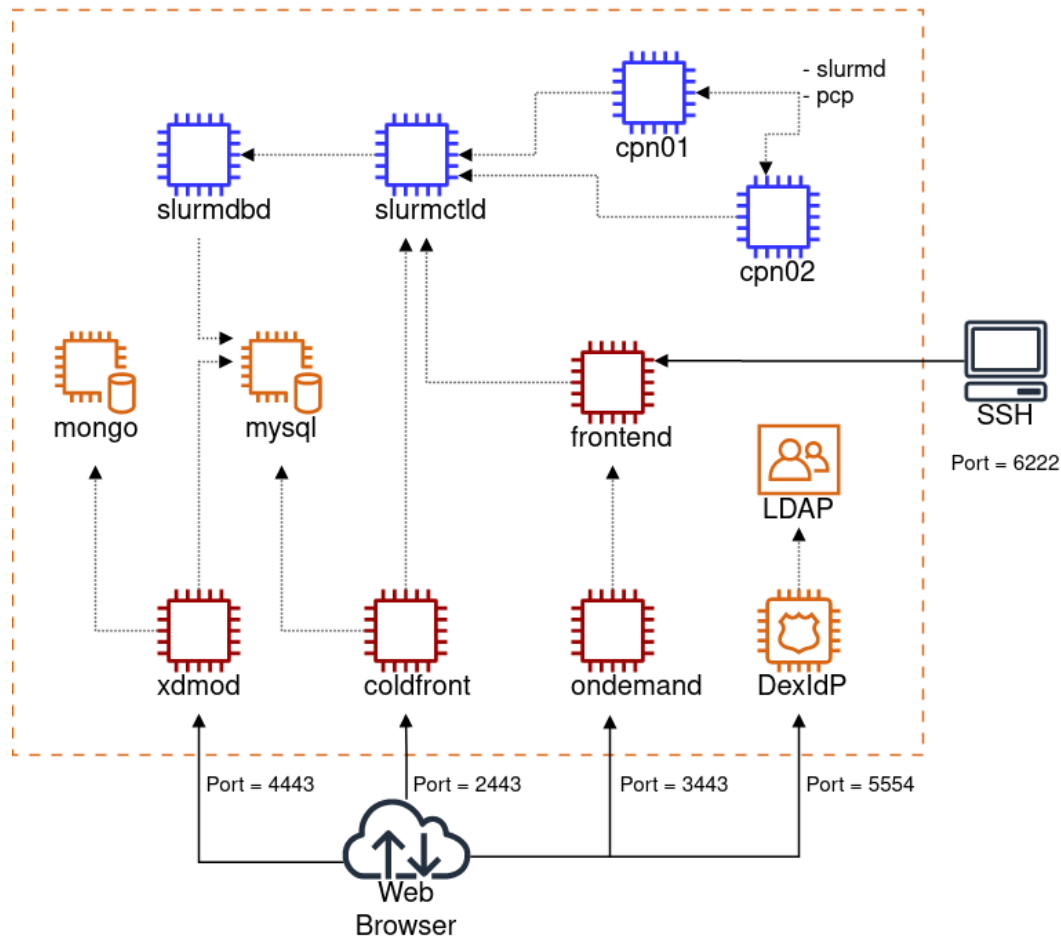 - slurmd
- pcp
cpn01
slurmdbd
slurmctld
cpn02
mongo
mysql
frontend
SSH
Port = 6222
LDAP
xdmod
coldfront
ondemand
DexIdP
Port = 4443
Port = 2443
Port = 3443
Port = 5554
Web
Browser